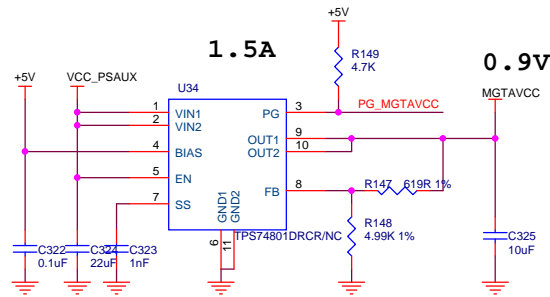 +5V
1.5A
0.9V
R149
4.7K
+5V
VCC_PSAUX
U34
MGTAVCC
1
VIN1
PG
3
PG_MGTAVCC
2
VIN2
OUT1
9
4
BIAS
OUT2
10
5
EN
FB
8
R147 619R 1%
7
SS
GND1
GND2
R148
4.99K 1%
6
11
TPS74801DRCR/NC
C322
0.1uF
C324
22uF
C323
1nF
C325
10uF